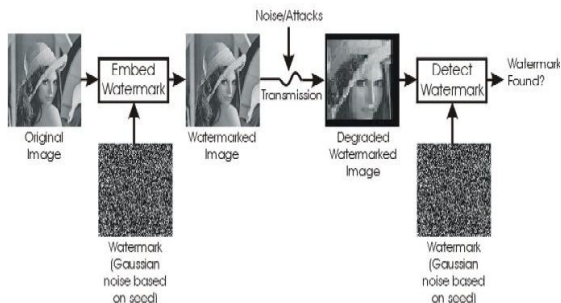 Noise/Attacks
Embed
Watermark
Transmission
Detect
Watermark
Watermark
Found?
Original
Image
Watermarked
Image
Degraded
Watermarked
Image
Watermark
(Gaussian
noise based
on seed)
Watermark
(Gaussian
noise based
on seed)